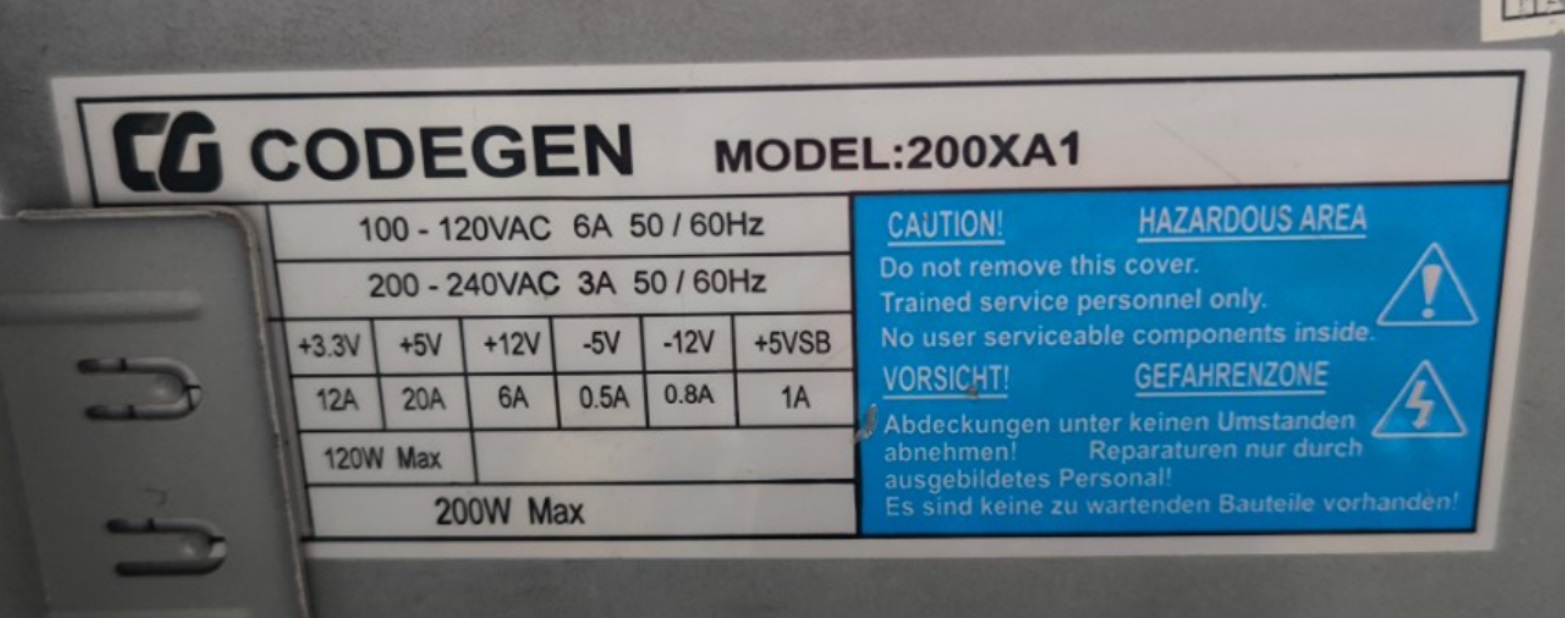 CG CODEGEN MODEL:200XA1
100 - 120VAC 6A 50 / 60Hz
200 - 240VAC 3A 50 / 60Hz
+3.3V +5V +12V -5V -12V +5VSB
12A 20A 6A 0.5A 0.8A 1A
120W Max
200W Max
CAUTION! HAZARDOUS AREA
Do not remove this cover.
Trained service personnel only.
No user serviceable components inside.
VORSICHT! GEFAHRENZONE
Abdeckungen unter keinen Umstanden
abnehmen! Reparaturen nur durch
ausgebildetes Personal!
Es sind keine zu wartenden Bauteile vorhanden!